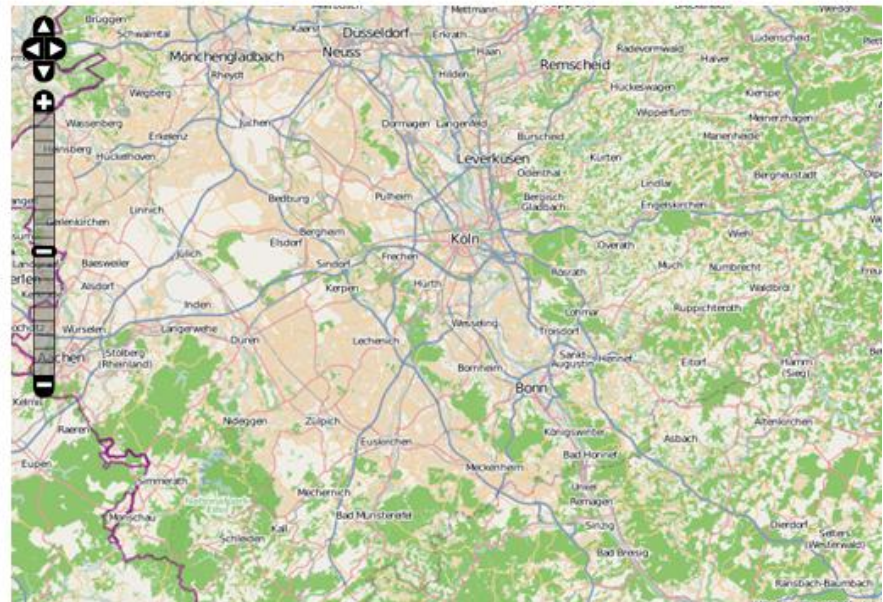 Brüggen
Schwalmtal
Kaarst
Düsseldorf
Mettmann
Erkrath
Neuss
Haan
Mönchengladbach
Rheydt
Hilden
Remscheid
Radevormwald
Halver
Lüdenscheid
Wegberg
Hückeswagen
Kierspe
Wipperfürth
Meinerzhagen
Wassenberg
Erkelenz
Jüchen
Dormagen
Langenfeld
Burscheid
Marienheide
Heinsberg
Hückelhoven
Leverkusen
Odenthal
Kürten
Lindlar
Bergneustadt
Linnich
Bedburg
Pulheim
Bergisch-
Gladbach
Engelskirchen
Geilenkirchen
Bergheim
Elsdorf
Köln
Overath
Wiehl
Baesweiler
Jülich
Sindorf
Frechen
Rösrath
Much
Nümbrecht
Alsdorf
Kerpen
Hürth
Waldbröl
Inden
Lohmar
Ruppichteroth
Würselen
Langerwehe
Düren
Lechenich
Wesseling
Troisdorf
Aachen
Stolberg
(Rheinland)
Bornheim
Sankt
Augustin
Hennef
Eitorf
Hamm
(Sieg)
Bonn
Kelmis
Raeren
Nideggen
Zülpich
Königswinter
Asbach
Altenkirchen
Eupen
Euskirchen
Meckenheim
Bad Honnef
Simmerath
Mechernich
Unkel
Remagen
Monschau
Bad Münstereifel
Sinzig
Dierdorf
Selters
(Westerwald)
Schleiden
Kall
Bad Breisig
Ransbach-Baumbach